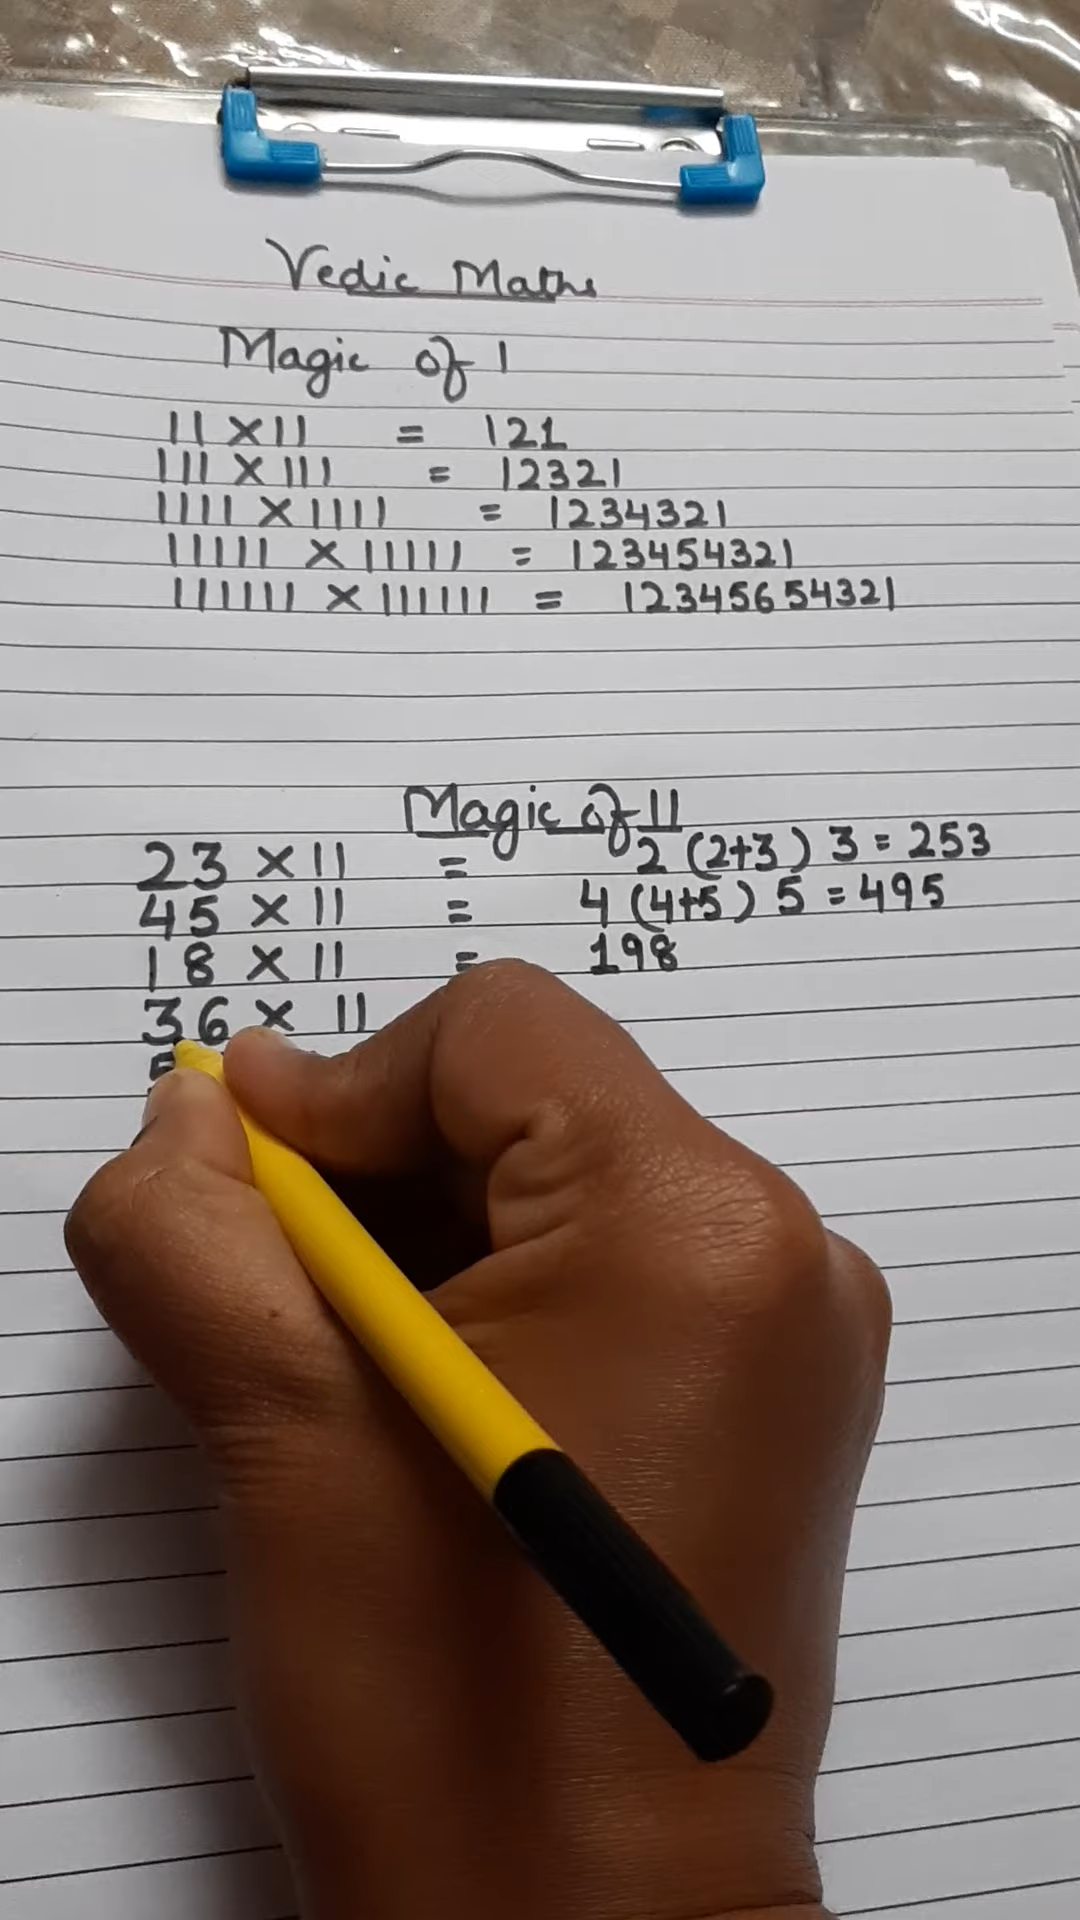 Vedic Maths
Magic of 1
11 × 11 = 121
111 × 111 = 12321
1111 × 1111 = 1234321
11111 × 11111 = 123454321
111111 × 111111 = 12345654321
Magic of 11
23 × 11 = 2 (2+3) 3 = 253
45 × 11 = 4 (4+5) 5 = 495
18 × 11 = 198
36 × 11